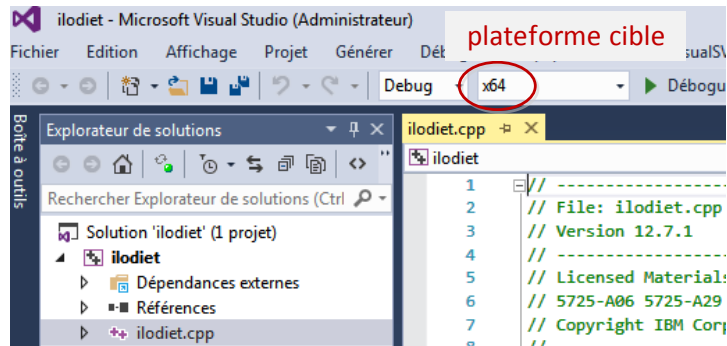 ilodiet - Microsoft Visual Studio (Administrateur)
plateforme cible
Fichier Edition Affichage Projet Générer
Debug x64
Boîte à outils
Explorateur de solutions
Rechercher Explorateur de solutions (Ctrl
Solution 'ilodiet' (1 projet)
ilodiet
Dépendances externes
Références
ilodiet.cpp
ilodiet.cpp
ilodiet
1 // -----------------
2 // File: ilodiet.cpp
3 // Version 12.7.1
4 // -----------------
5 // Licensed Materials
6 // 5725-A06 5725-A29
7 // Copyright IBM Corp
8 //